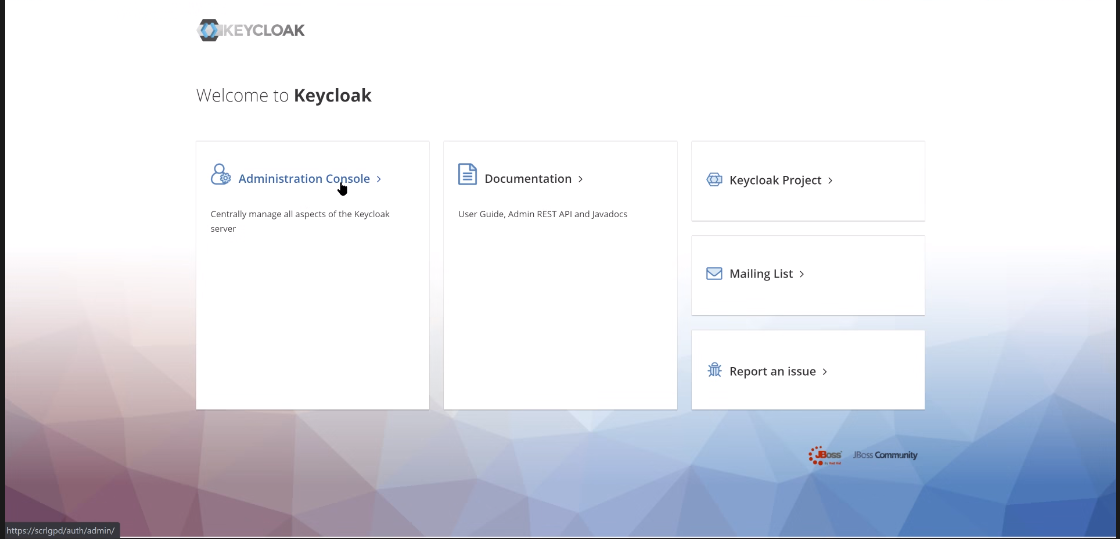 KEYCLOAK
Welcome to Keycloak
Administration Console
Centrally manage all aspects of the Keycloak
server
Documentation
User Guide, Admin REST API and Javadocs
Keycloak Project
Mailing List
Report an issue
JBoss
JBoss Community
https://scrlgpd/auth/admin/